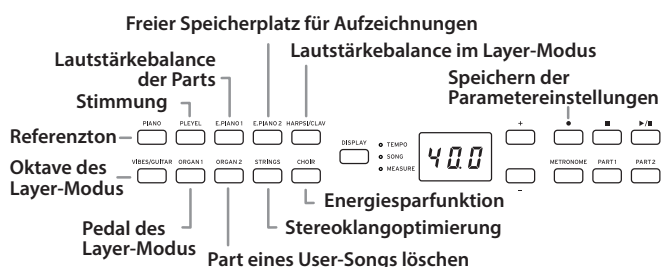 Freier Speicherplatz für Aufzeichnungen
Lautstärkebalance
der Parts
Lautstärkebalance im Layer-Modus
Stimmung
Speichern der
Parametereinstellungen
Referenzton
PIANO PLEYEL E.PIANO 1 E.PIANO 2 HARPSI/CLAV
+
DISPLAY
TEMPO
SONG
MEASURE
40.0
Oktave des
Layer-Modus
VIBES/GUITAR ORGAN 1 ORGAN 2 STRINGS CHOIR
METRONOME PART 1 PART 2
–
Energiesparfunktion
Pedal des
Layer-Modus
Stereoklangoptimierung
Part eines User-Songs löschen